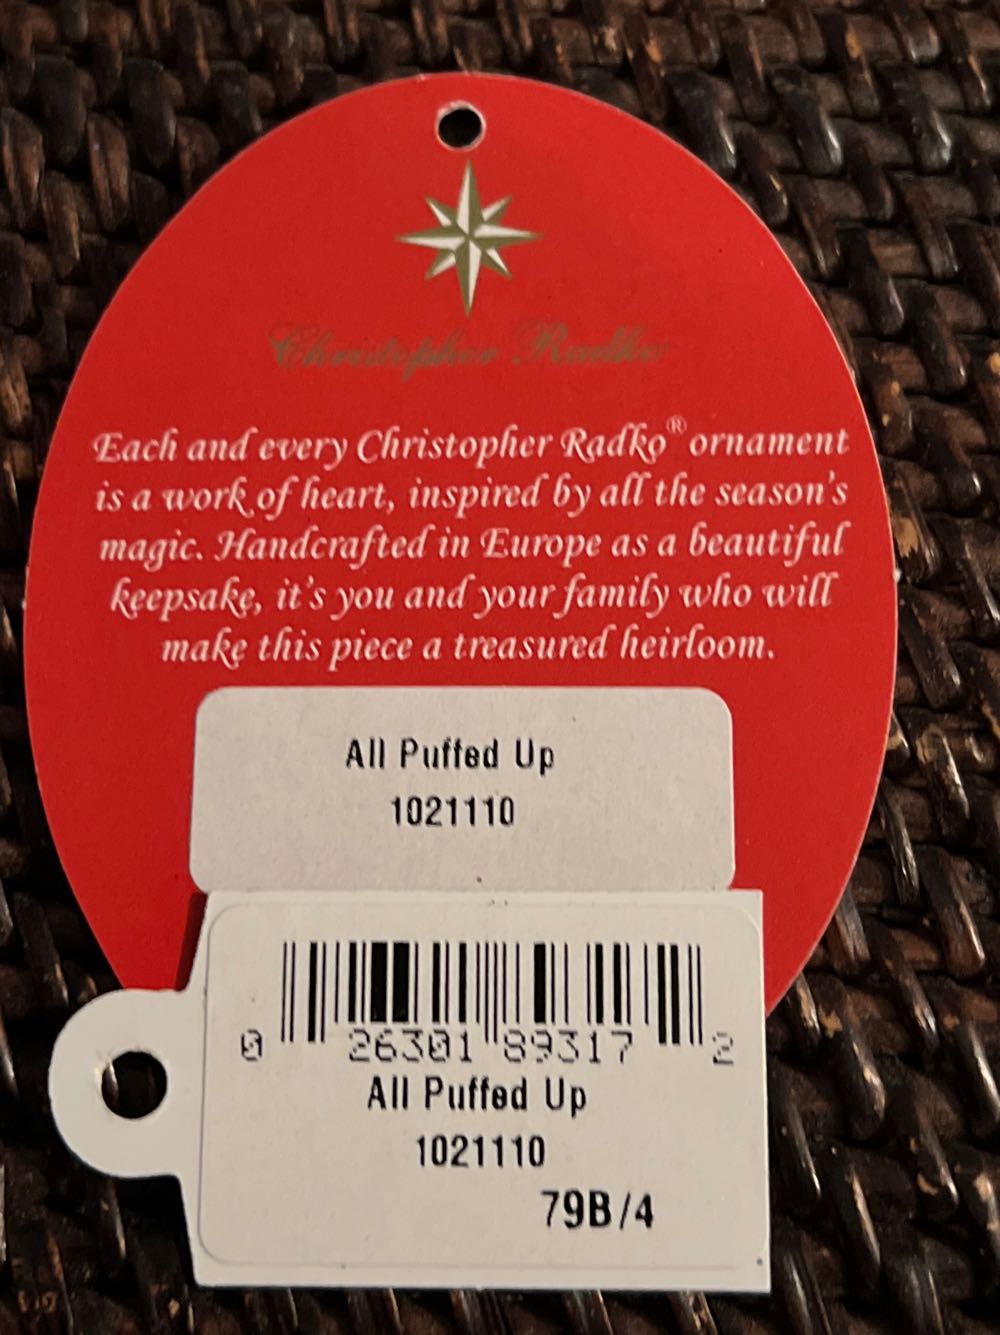 Christopher Radko
Each and every Christopher Radko® ornament
is a work of heart, inspired by all the season's
magic. Handcrafted in Europe as a beautiful
keepsake, it's you and your family who will
make this piece a treasured heirloom.
All Puffed Up
1021110
0 26301 89317 2
All Puffed Up
1021110
79B/4